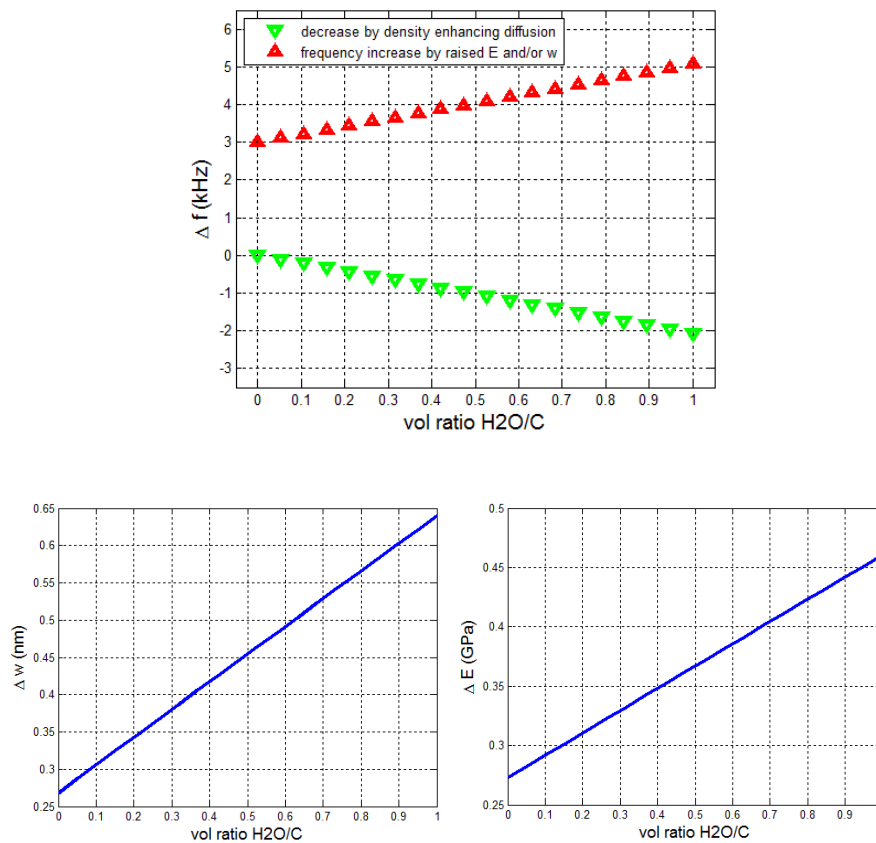 decrease by density enhancing diffusion
frequency increase by raised E and/or w
6
5
4
3
2
1
0
-1
-2
-3
Δ f (kHz)
0 0.1 0.2 0.3 0.4 0.5 0.6 0.7 0.8 0.9 1
vol ratio H2O/C
0.65
0.6
0.55
0.5
0.45
0.4
0.35
0.3
0.25
Δ w (nm)
0 0.1 0.2 0.3 0.4 0.5 0.6 0.7 0.8 0.9 1
vol ratio H2O/C
0.5
0.45
0.4
0.35
0.3
0.25
Δ E (GPa)
0 0.1 0.2 0.3 0.4 0.5 0.6 0.7 0.8 0.9
vol ratio H2O/C